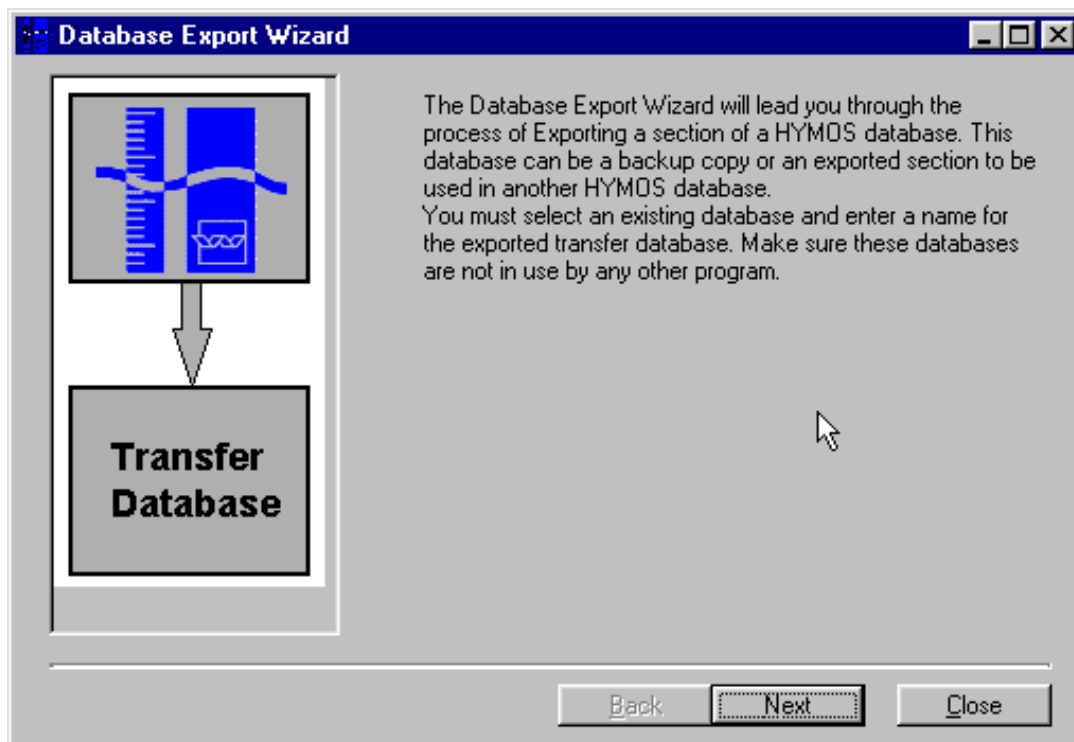 Database Export Wizard
The Database Export Wizard will lead you through the
process of Exporting a section of a HYMOS database. This
database can be a backup copy or an exported section to be
used in another HYMOS database.
You must select an existing database and enter a name for
the exported transfer database. Make sure these databases
are not in use by any other program.
Transfer
Database
Back
Next
Close